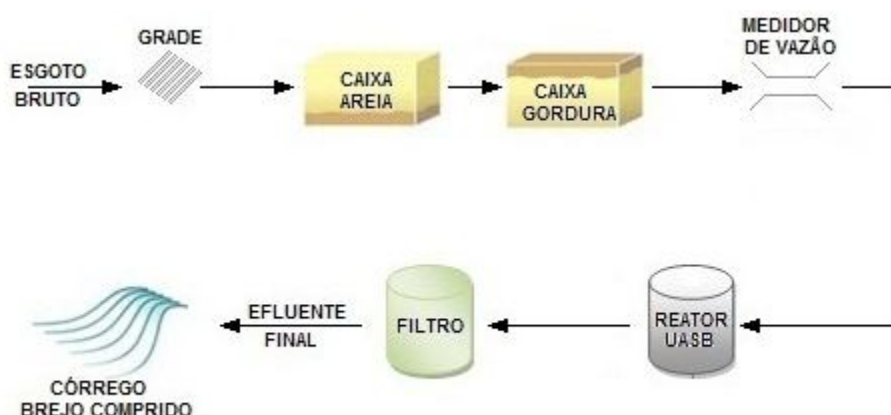 ESGOTO
BRUTO
GRADE
CAIXA
AREIA
CAIXA
GORDURA
MEDIDOR
DE VAZÃO
REATOR
UASB
FILTRO
EFLUENTE
FINAL
CÓRREGO
BREJO COMPRIDO